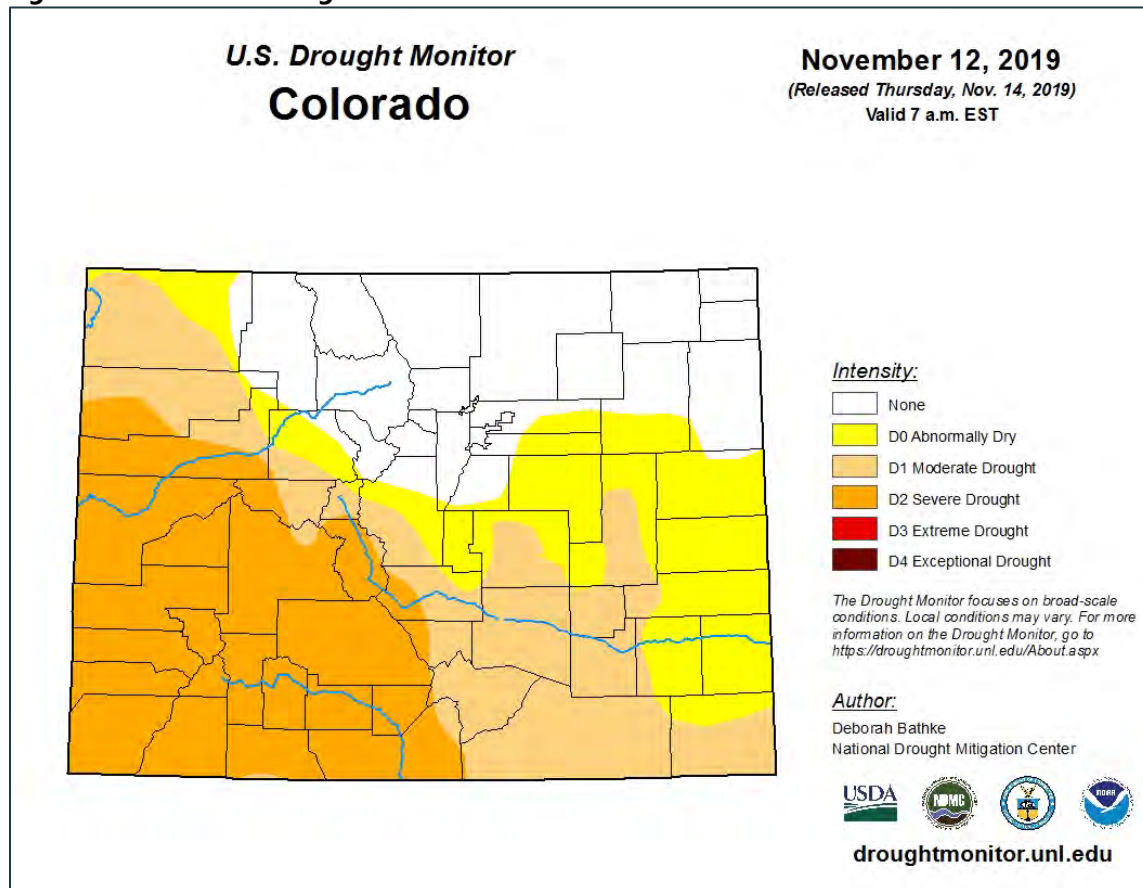 U.S. Drought Monitor
Colorado
November 12, 2019
(Released Thursday, Nov. 14, 2019)
Valid 7 a.m. EST
Intensity:
None
D0 Abnormally Dry
D1 Moderate Drought
D2 Severe Drought
D3 Extreme Drought
D4 Exceptional Drought
The Drought Monitor focuses on broad-scale
conditions. Local conditions may vary. For more
information on the Drought Monitor, go to
https://droughtmonitor.unl.edu/About.aspx
Author:
Deborah Bathke
National Drought Mitigation Center
USDA
NDMC
NOAA
droughtmonitor.unl.edu